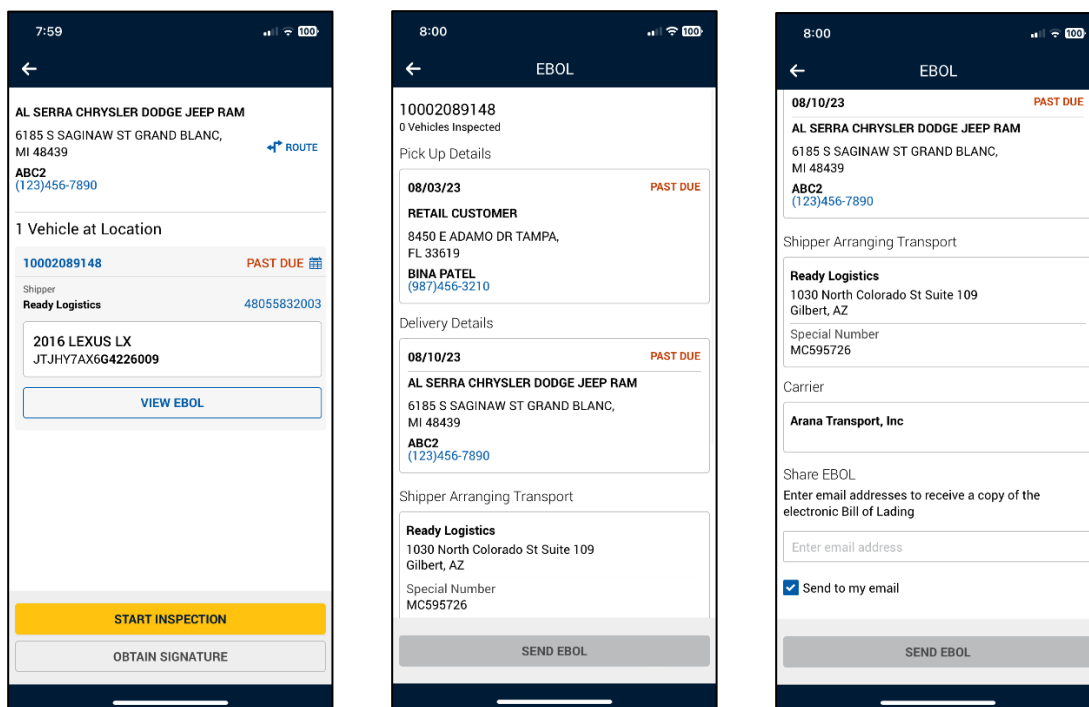 7:59
100
AL SERRA CHRYSLER DODGE JEEP RAM
6185 S SAGINAW ST GRAND BLANC,
MI 48439
ROUTE
ABC2
(123)456-7890
1 Vehicle at Location
10002089148
PAST DUE
Shipper
Ready Logistics
48055832003
2016 LEXUS LX
JTJHY7AX6G4226009
VIEW EBOL
START INSPECTION
OBTAIN SIGNATURE
8:00
100
EBOL
10002089148
0 Vehicles Inspected
Pick Up Details
08/03/23
PAST DUE
RETAIL CUSTOMER
8450 E ADAMO DR TAMPA,
FL 33619
BINA PATEL
(987)456-3210
Delivery Details
08/10/23
PAST DUE
AL SERRA CHRYSLER DODGE JEEP RAM
6185 S SAGINAW ST GRAND BLANC,
MI 48439
ABC2
(123)456-7890
Shipper Arranging Transport
Ready Logistics
1030 North Colorado St Suite 109
Gilbert, AZ
Special Number
MC595726
SEND EBOL
8:00
100
EBOL
08/10/23
PAST DUE
AL SERRA CHRYSLER DODGE JEEP RAM
6185 S SAGINAW ST GRAND BLANC,
MI 48439
ABC2
(123)456-7890
Shipper Arranging Transport
Ready Logistics
1030 North Colorado St Suite 109
Gilbert, AZ
Special Number
MC595726
Carrier
Arana Transport, Inc
Share EBOL
Enter email addresses to receive a copy of the
electronic Bill of Lading
Enter email address
Send to my email
SEND EBOL